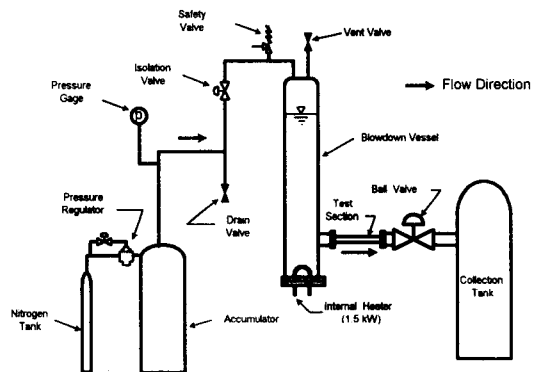 Safety
Valve
Vent Valve
Isolation
Valve
Pressure
Gage
Flow Direction
Blowdown Vessel
Pressure
Regulator
Drain
Valve
Test
Section
Ball Valve
Nitrogen
Tank
Accumulator
Internal Heater
(1.5 kW)
Collection
Tank